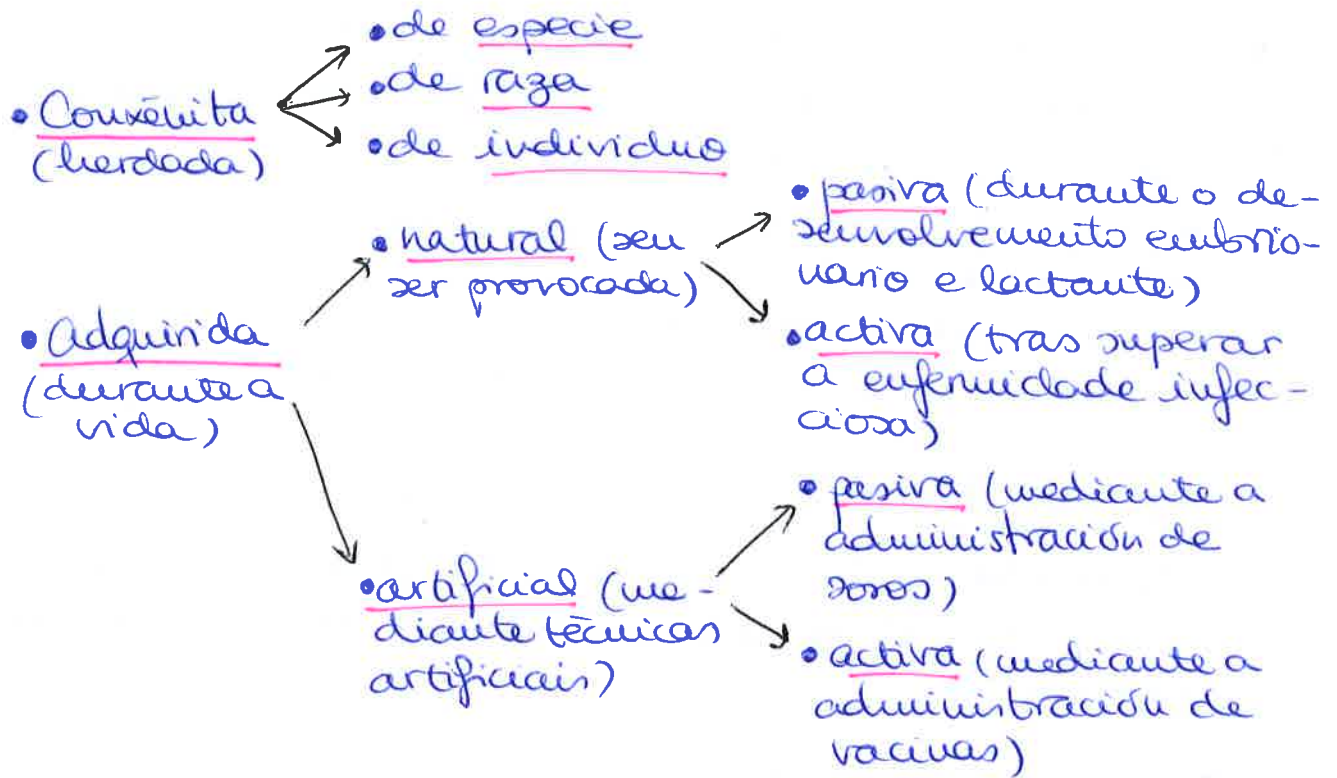 • Conxénita
(herdada)
• de especie
• de raza
• de individuo
• Adquirida
(durante a
vida)
• natural (sen
ser provocada)
• pasiva (durante o de-
senvolvemento embrio-
nario e lactante)
• activa (tras superar
a enfermidade infec-
ciosa)
• artificial (me-
diante técnicas
artificiais)
• pasiva (mediante a
administración de
soros)
• activa (mediante a
administración de
vacinas)